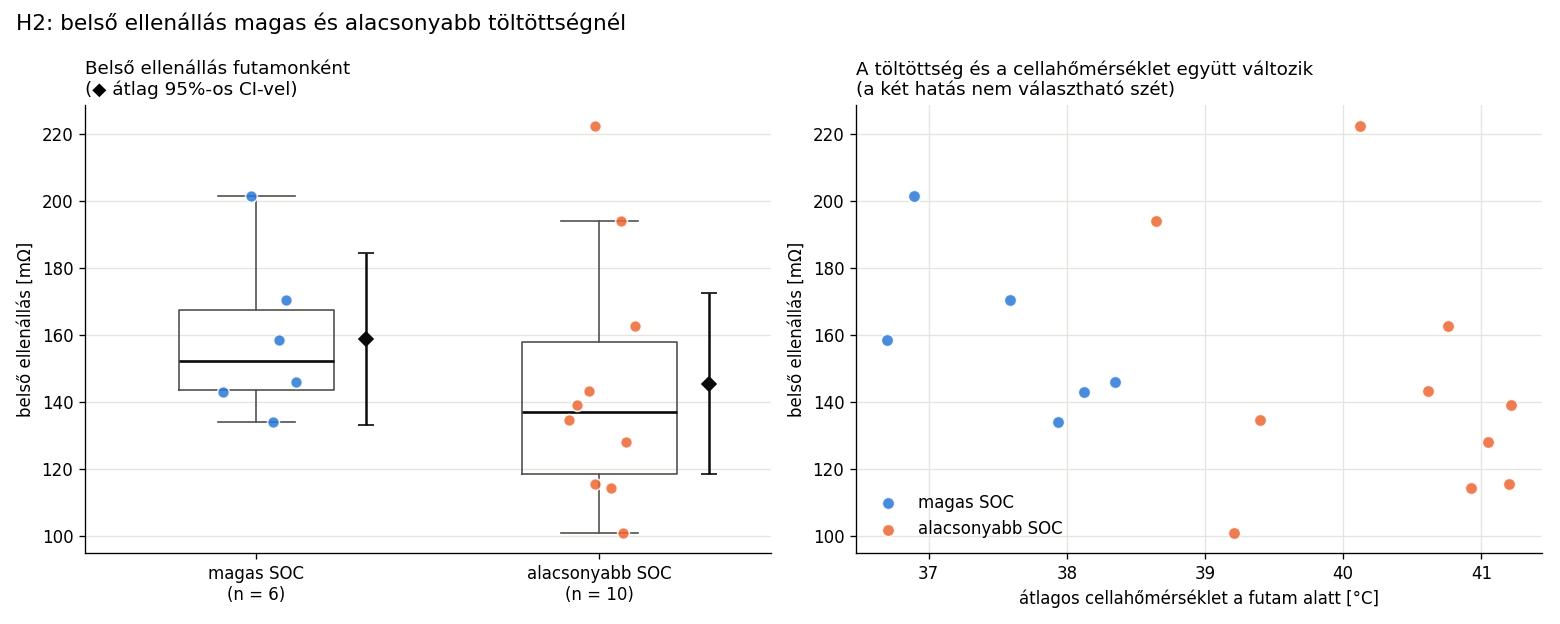 H2: belső ellenállás magas és alacsonyabb töltöttségnél
Belső ellenállás futamonként
(◆ átlag 95%-os CI-vel)
belső ellenállás [mΩ]
220
200
180
160
140
120
100
magas SOC
(n = 6)
alacsonyabb SOC
(n = 10)
A töltöttség és a cellahőmérséklet együtt változik
(a két hatás nem választható szét)
belső ellenállás [mΩ]
220
200
180
160
140
120
100
magas SOC
alacsonyabb SOC
37
38
39
40
41
átlagos cellahőmérséklet a futam alatt [°C]